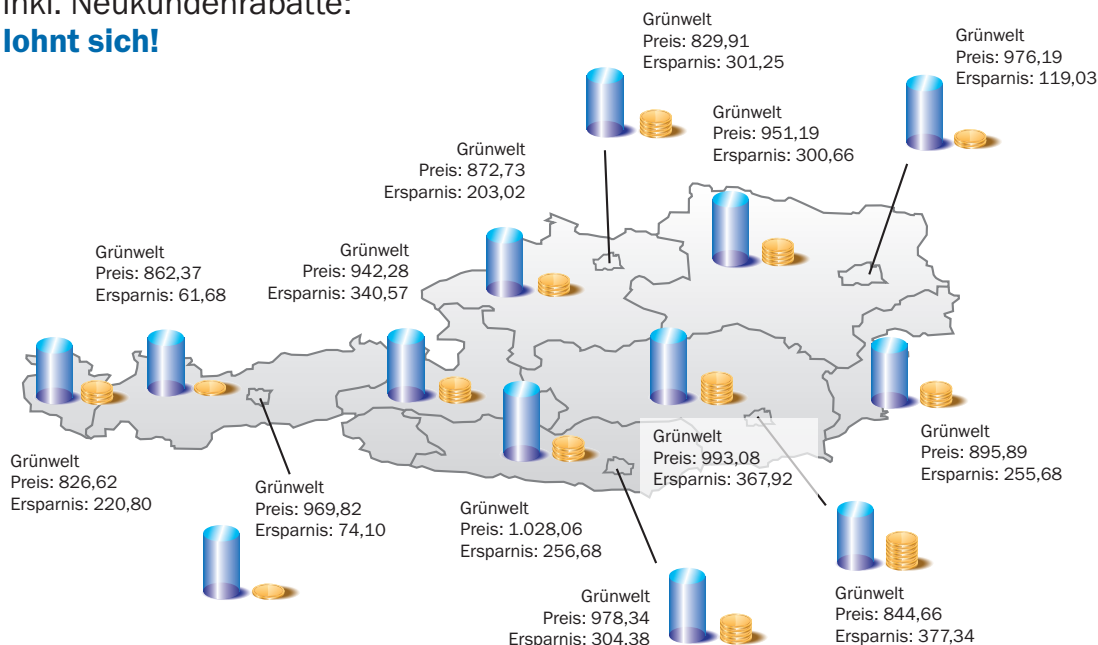 inkl. Neukundenrabatte:
lohnt sich!
Grünwelt
Preis: 829,91
Ersparnis: 301,25
Grünwelt
Preis: 976,19
Ersparnis: 119,03
Grünwelt
Preis: 951,19
Ersparnis: 300,66
Grünwelt
Preis: 872,73
Ersparnis: 203,02
Grünwelt
Preis: 862,37
Ersparnis: 61,68
Grünwelt
Preis: 942,28
Ersparnis: 340,57
Grünwelt
Preis: 826,62
Ersparnis: 220,80
Grünwelt
Preis: 969,82
Ersparnis: 74,10
Grünwelt
Preis: 1.028,06
Ersparnis: 256,68
Grünwelt
Preis: 993,08
Ersparnis: 367,92
Grünwelt
Preis: 895,89
Ersparnis: 255,68
Grünwelt
Preis: 978,34
Ersparnis: 304,38
Grünwelt
Preis: 844,66
Ersparnis: 377,34